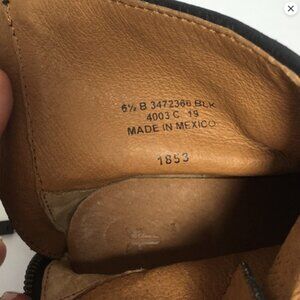 6½ B 3472366 BLK
4003 C 19
MADE IN MEXICO
1853